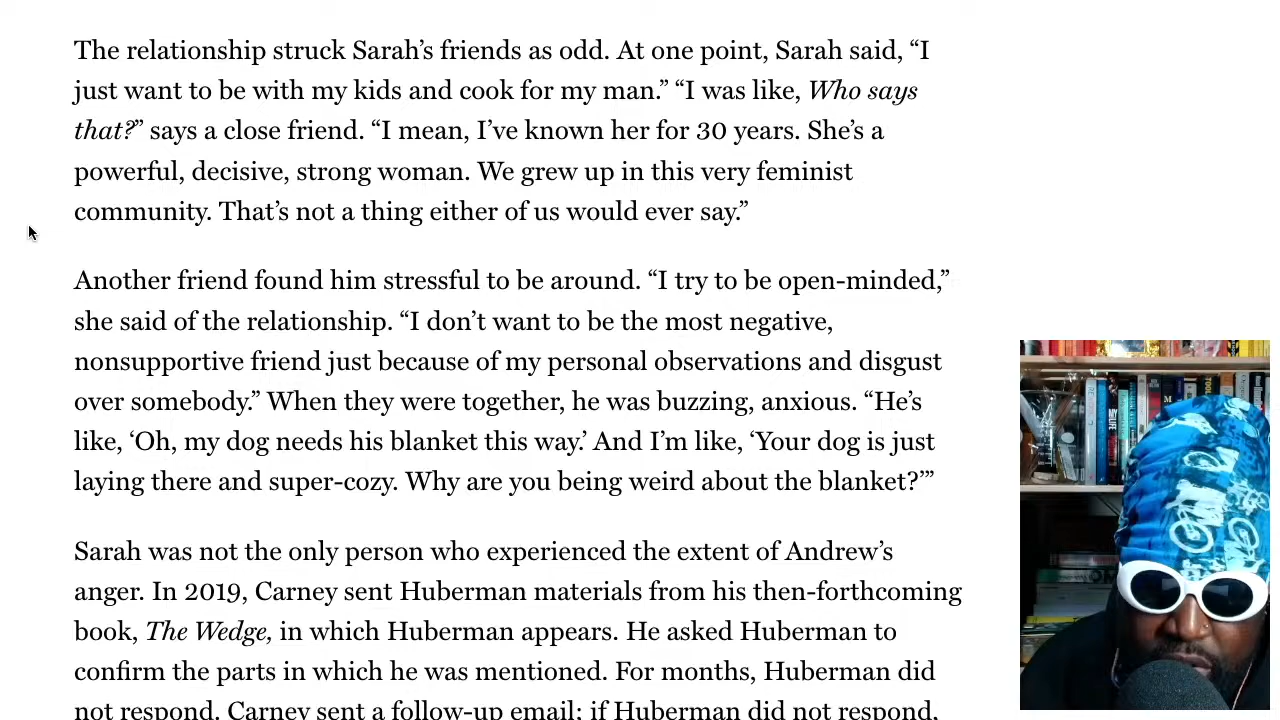 The relationship struck Sarah’s friends as odd. At one point, Sarah said, “I
just want to be with my kids and cook for my man.” “I was like, Who says
that?” says a close friend. “I mean, I’ve known her for 30 years. She’s a
powerful, decisive, strong woman. We grew up in this very feminist
community. That’s not a thing either of us would ever say.”
Another friend found him stressful to be around. “I try to be open-minded,”
she said of the relationship. “I don’t want to be the most negative,
nonsupportive friend just because of my personal observations and disgust
over somebody.” When they were together, he was buzzing, anxious. “He’s
like, ‘Oh, my dog needs his blanket this way.’ And I’m like, ‘Your dog is just
laying there and super-cozy. Why are you being weird about the blanket?’”
Sarah was not the only person who experienced the extent of Andrew’s
anger. In 2019, Carney sent Huberman materials from his then-forthcoming
book, The Wedge, in which Huberman appears. He asked Huberman to
confirm the parts in which he was mentioned. For months, Huberman did
not respond. Carney sent a follow-up email; if Huberman did not respond,